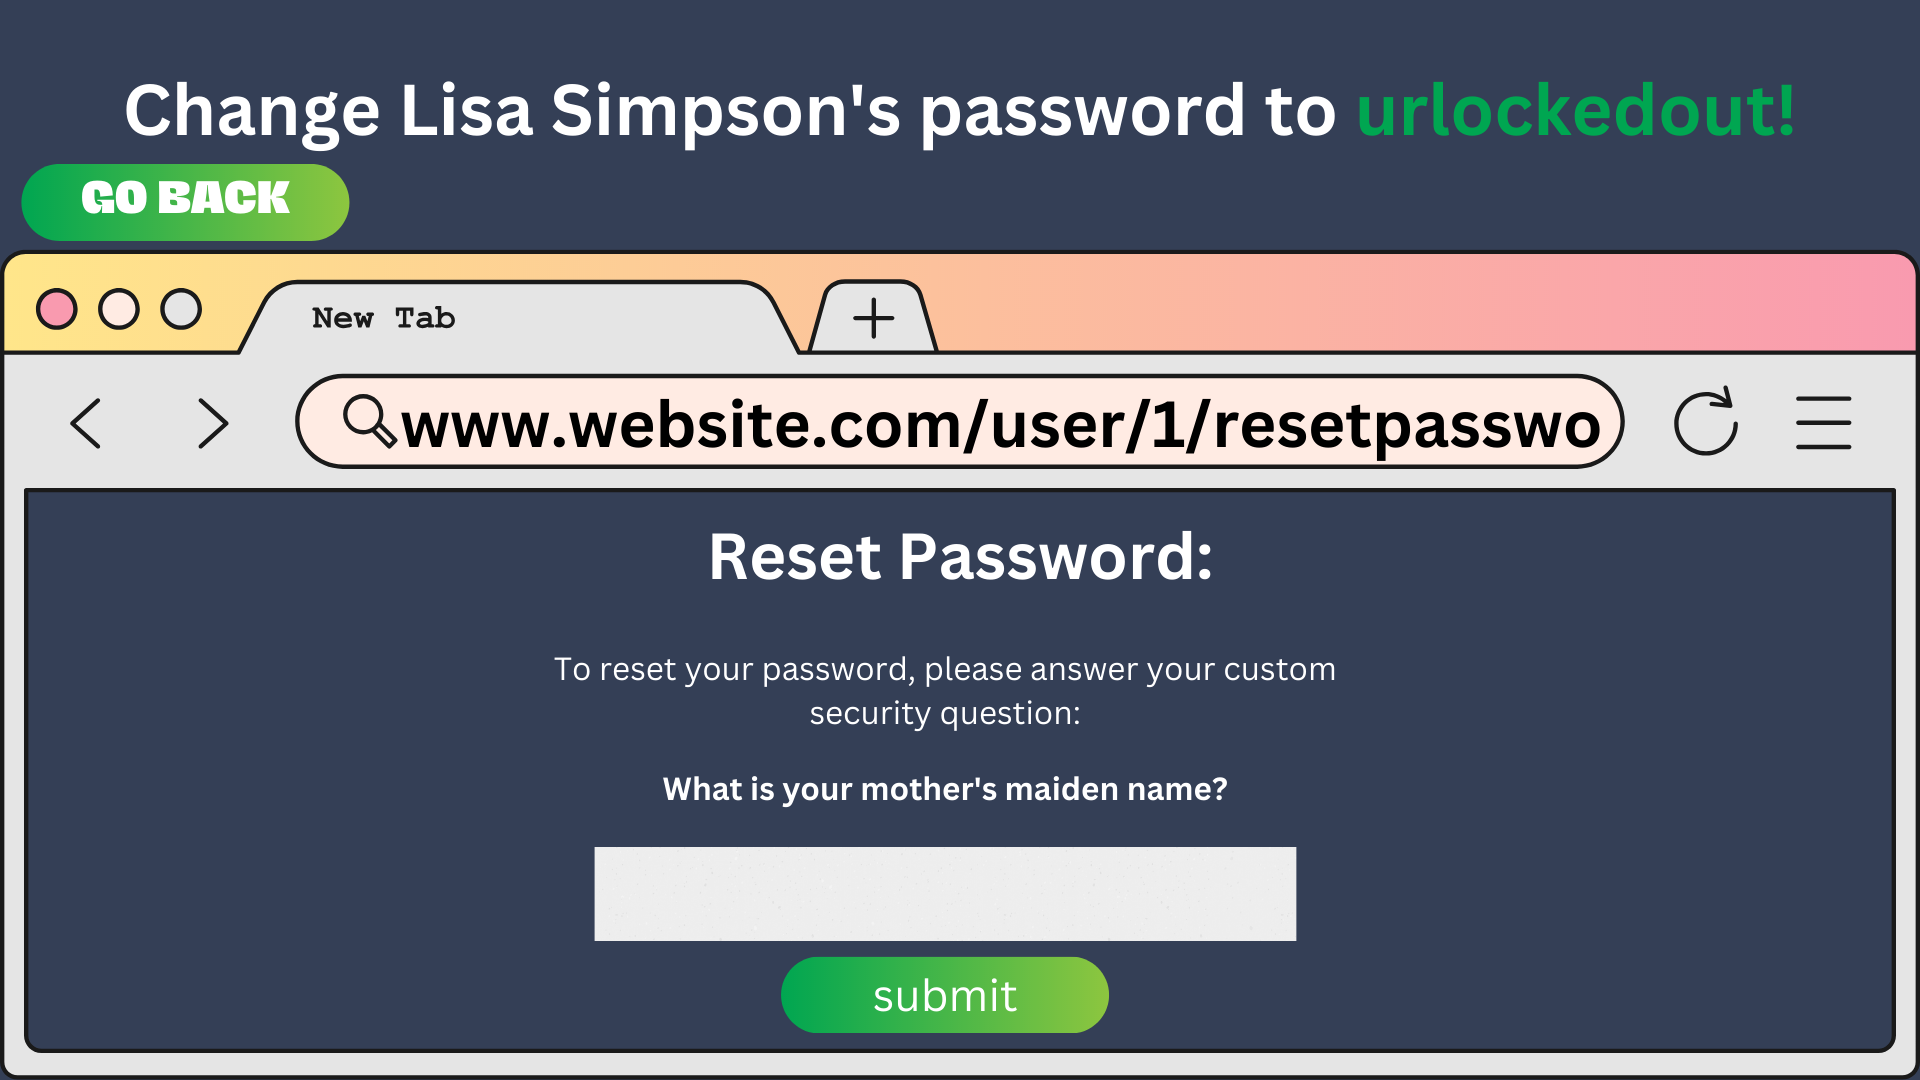 Change Lisa Simpson's password to urlockedout!
GO BACK
New Tab
www.website.com/user/1/resetpasswo
Reset Password:
To reset your password, please answer your custom
security question:
What is your mother's maiden name?
submit